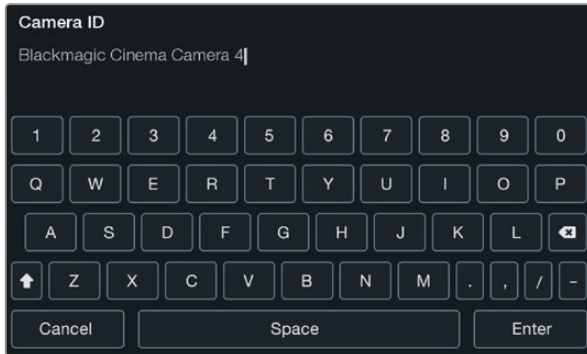 Camera ID
Blackmagic Cinema Camera 4
1 2 3 4 5 6 7 8 9 0
Q W E R T Y U I O P
A S D F G H J K L
Z X C V B N M . , / -
Cancel Space Enter